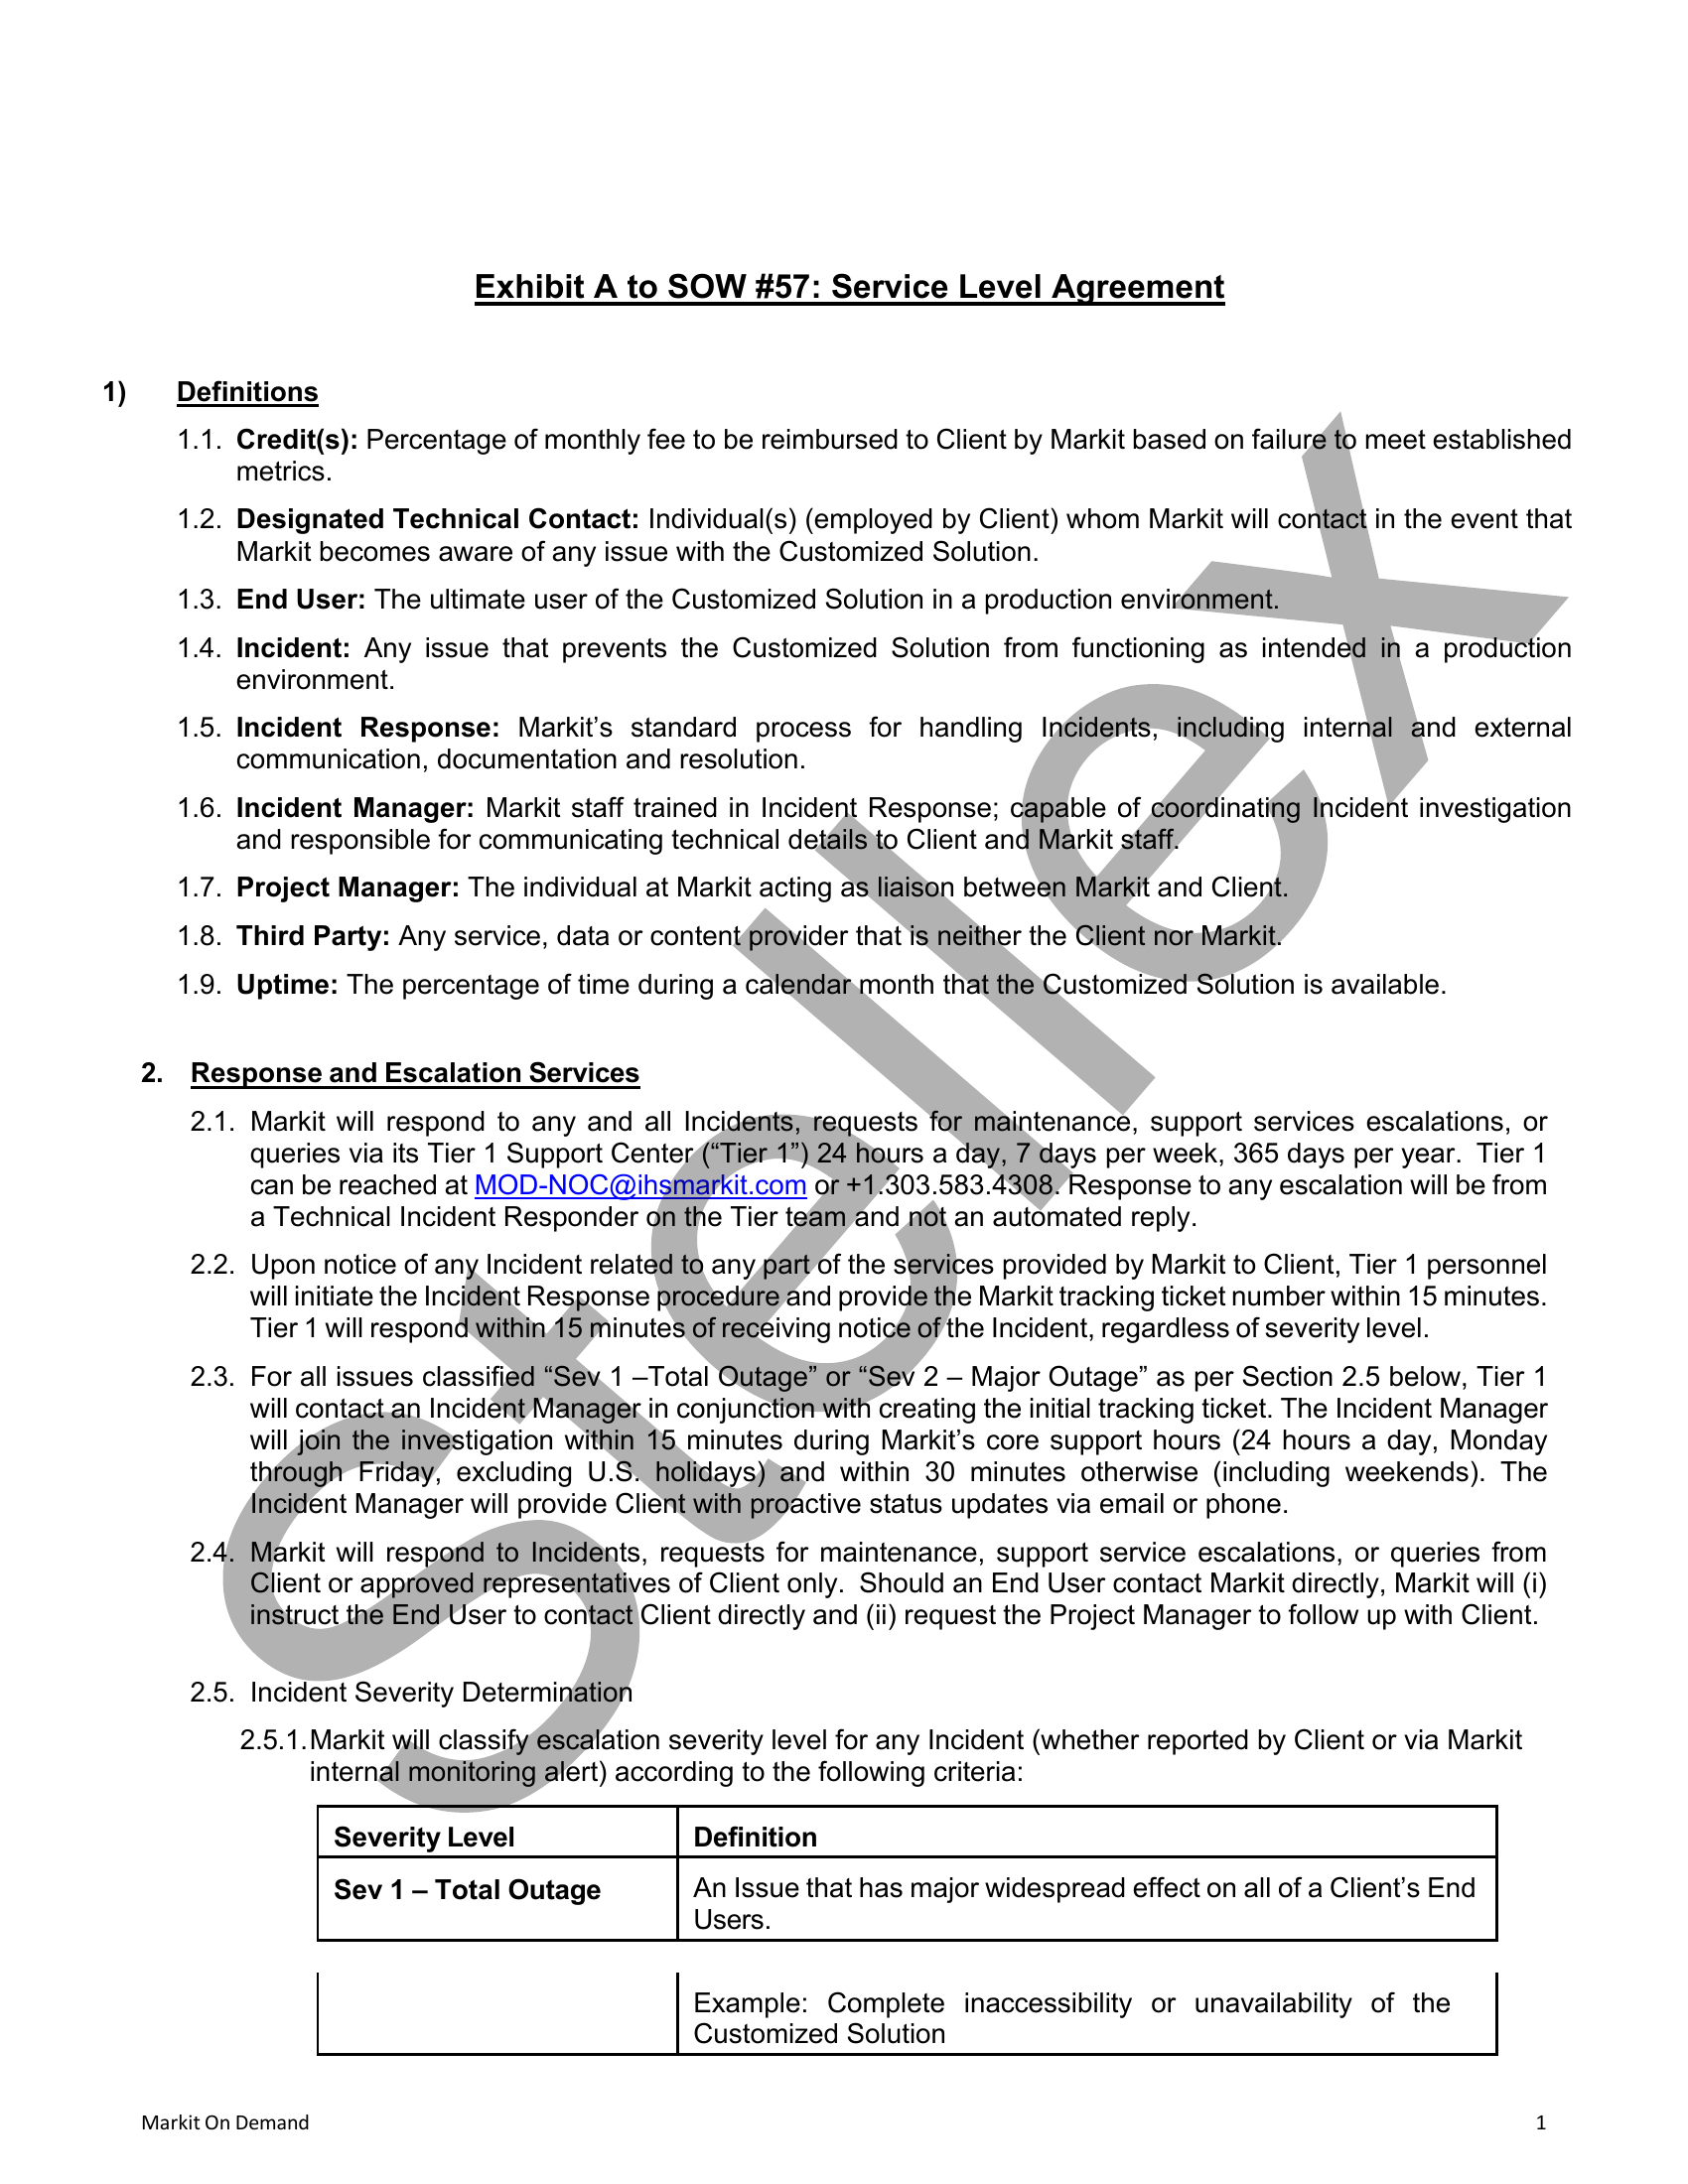 Exhibit A to SOW #57: Service Level Agreement
1) Definitions
1.1. Credit(s): Percentage of monthly fee to be reimbursed to Client by Markit based on failure to meet established
metrics.
1.2. Designated Technical Contact: Individual(s) (employed by Client) whom Markit will contact in the event that
Markit becomes aware of any issue with the Customized Solution.
1.3. End User: The ultimate user of the Customized Solution in a production environment.
1.4. Incident: Any issue that prevents the Customized Solution from functioning as intended in a production
environment.
1.5. Incident Response: Markit’s standard process for handling Incidents, including internal and external
communication, documentation and resolution.
1.6. Incident Manager: Markit staff trained in Incident Response; capable of coordinating Incident investigation
and responsible for communicating technical details to Client and Markit staff.
1.7. Project Manager: The individual at Markit acting as liaison between Markit and Client.
1.8. Third Party: Any service, data or content provider that is neither the Client nor Markit.
1.9. Uptime: The percentage of time during a calendar month that the Customized Solution is available.
2. Response and Escalation Services
2.1. Markit will respond to any and all Incidents, requests for maintenance, support services escalations, or
queries via its Tier 1 Support Center (“Tier 1”) 24 hours a day, 7 days per week, 365 days per year. Tier 1
can be reached at MOD-NOC@ihsmarkit.com or +1.303.583.4308. Response to any escalation will be from
a Technical Incident Responder on the Tier team and not an automated reply.
2.2. Upon notice of any Incident related to any part of the services provided by Markit to Client, Tier 1 personnel
will initiate the Incident Response procedure and provide the Markit tracking ticket number within 15 minutes.
Tier 1 will respond within 15 minutes of receiving notice of the Incident, regardless of severity level.
2.3. For all issues classified “Sev 1 –Total Outage” or “Sev 2 – Major Outage” as per Section 2.5 below, Tier 1
will contact an Incident Manager in conjunction with creating the initial tracking ticket. The Incident Manager
will join the investigation within 15 minutes during Markit’s core support hours (24 hours a day, Monday
through Friday, excluding U.S. holidays) and within 30 minutes otherwise (including weekends). The
Incident Manager will provide Client with proactive status updates via email or phone.
2.4. Markit will respond to Incidents, requests for maintenance, support service escalations, or queries from
Client or approved representatives of Client only. Should an End User contact Markit directly, Markit will (i)
instruct the End User to contact Client directly and (ii) request the Project Manager to follow up with Client.
2.5. Incident Severity Determination
2.5.1. Markit will classify escalation severity level for any Incident (whether reported by Client or via Markit
internal monitoring alert) according to the following criteria:
Severity Level Definition
Sev 1 – Total Outage An Issue that has major widespread effect on all of a Client’s End
Users.
Example: Complete inaccessibility or unavailability of the
Customized Solution
Markit On Demand 1
Stellex